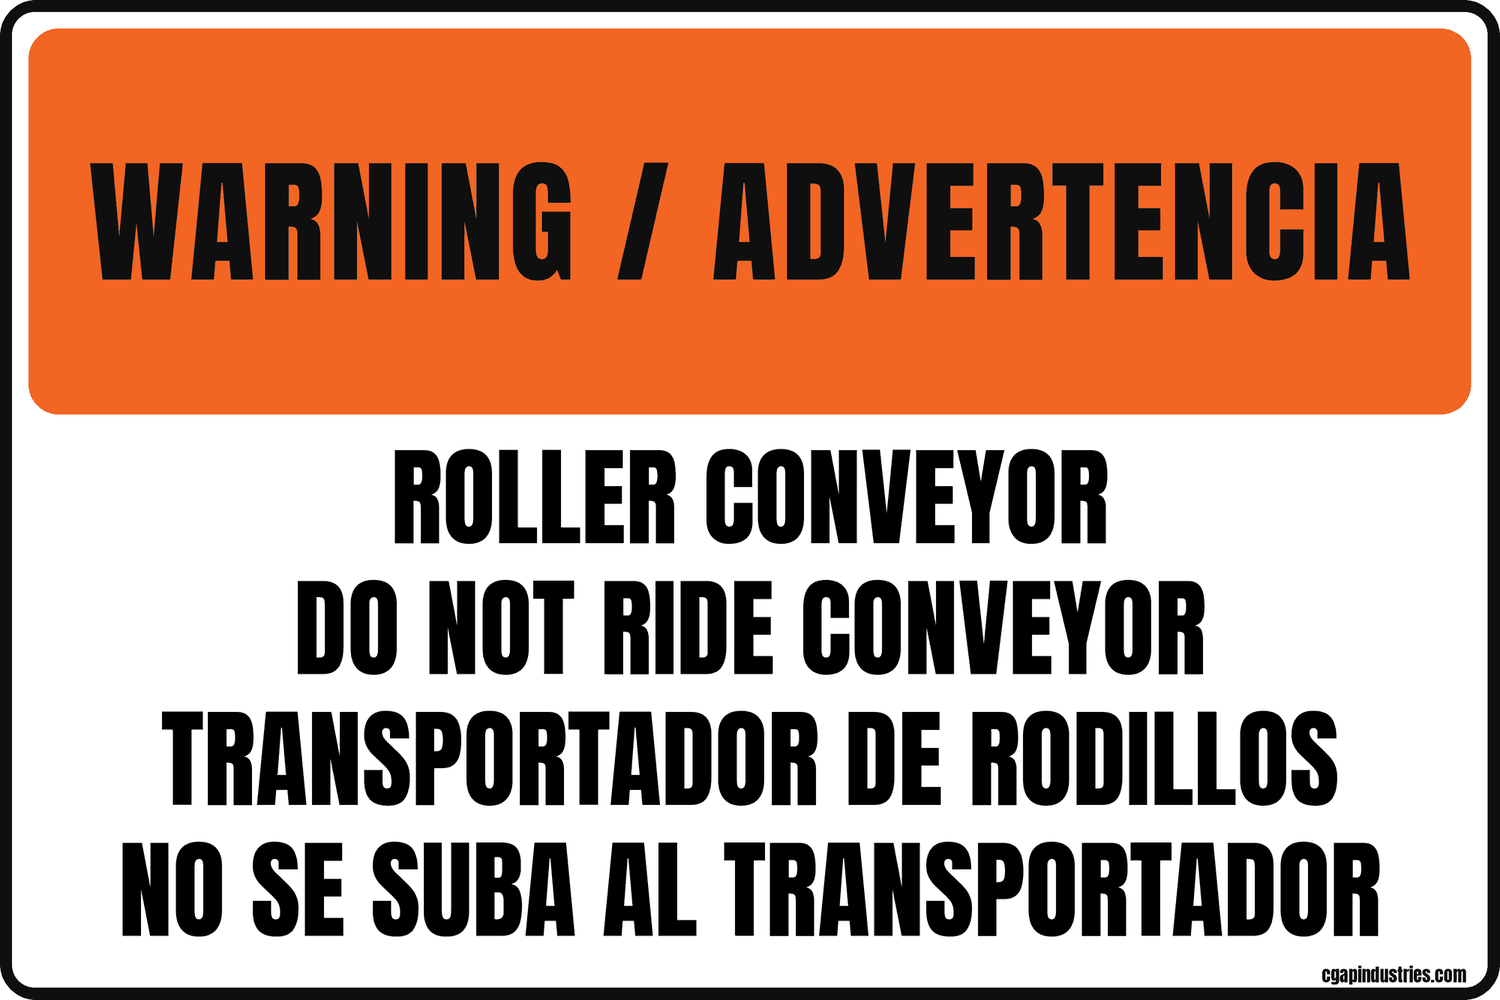 WARNING / ADVERTENCIA
ROLLER CONVEYOR
DO NOT RIDE CONVEYOR
TRANSPORTADOR DE RODILLOS
NO SE SUBA AL TRANSPORTADOR
cgapindustries.com